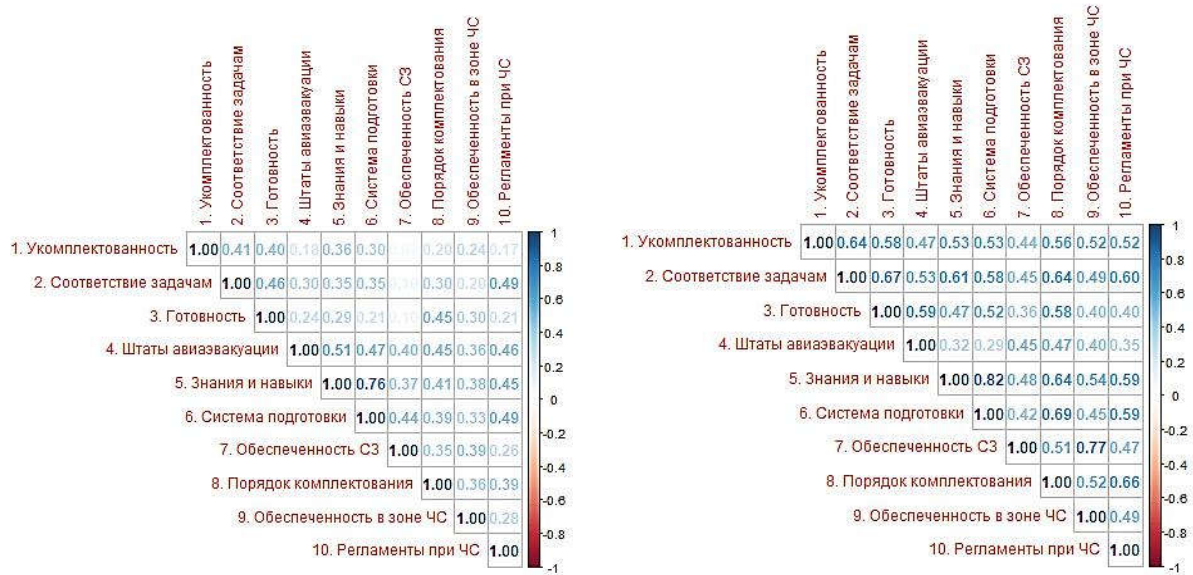 1. Укомплектованность
2. Соответствие задачам
3. Готовность
4. Штаты авиаэвакуации
5. Знания и навыки
6. Система подготовки
7. Обеспеченность СЗ
8. Порядок комплектования
9. Обеспеченность в зоне ЧС
10. Регламенты при ЧС
1. Укомплектованность 1.00 0.41 0.40 0.18 0.36 0.30 0.20 0.24 0.17
2. Соответствие задачам 1.00 0.46 0.30 0.35 0.35 0.10 0.30 0.20 0.49
3. Готовность 1.00 0.24 0.29 0.21 0.10 0.45 0.30 0.21
4. Штаты авиаэвакуации 1.00 0.51 0.47 0.40 0.45 0.36 0.46
5. Знания и навыки 1.00 0.76 0.37 0.41 0.38 0.45
6. Система подготовки 1.00 0.44 0.39 0.33 0.49
7. Обеспеченность СЗ 1.00 0.35 0.39 0.26
8. Порядок комплектования 1.00 0.36 0.39
9. Обеспеченность в зоне ЧС 1.00 0.28
10. Регламенты при ЧС 1.00
1
0.8
0.6
0.4
0.2
0
-0.2
-0.4
-0.6
-0.8
-1
1. Укомплектованность
2. Соответствие задачам
3. Готовность
4. Штаты авиаэвакуации
5. Знания и навыки
6. Система подготовки
7. Обеспеченность СЗ
8. Порядок комплектования
9. Обеспеченность в зоне ЧС
10. Регламенты при ЧС
1. Укомплектованность 1.00 0.64 0.58 0.47 0.53 0.53 0.44 0.56 0.52 0.52
2. Соответствие задачам 1.00 0.67 0.53 0.61 0.58 0.45 0.64 0.49 0.60
3. Готовность 1.00 0.59 0.47 0.52 0.36 0.58 0.40 0.40
4. Штаты авиаэвакуации 1.00 0.32 0.29 0.45 0.47 0.40 0.35
5. Знания и навыки 1.00 0.82 0.48 0.64 0.54 0.59
6. Система подготовки 1.00 0.42 0.69 0.45 0.59
7. Обеспеченность СЗ 1.00 0.51 0.77 0.47
8. Порядок комплектования 1.00 0.52 0.66
9. Обеспеченность в зоне ЧС 1.00 0.49
10. Регламенты при ЧС 1.00
1
0.8
0.6
0.4
0.2
0
-0.2
-0.4
-0.6
-0.8
-1